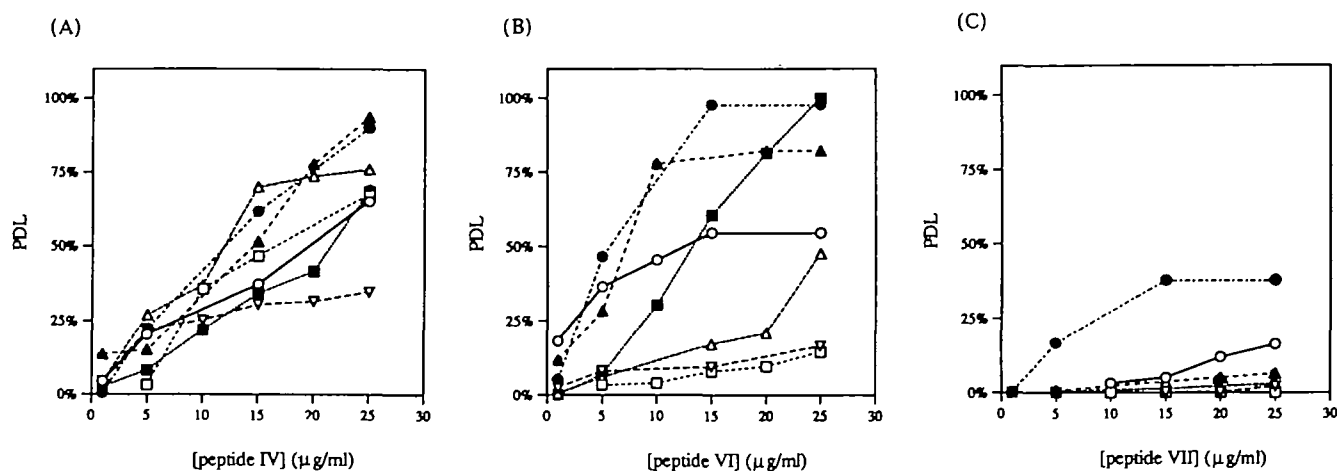 (A)
100%
75%
50%
25%
0%
PDL
0 5 10 15 20 25 30
[peptide IV] (µg/ml)
(B)
100%
75%
50%
25%
0%
PDL
0 5 10 15 20 25 30
[peptide VI] (µg/ml)
(C)
100%
75%
50%
25%
0%
PDL
0 5 10 15 20 25 30
[peptide VII] (µg/ml)